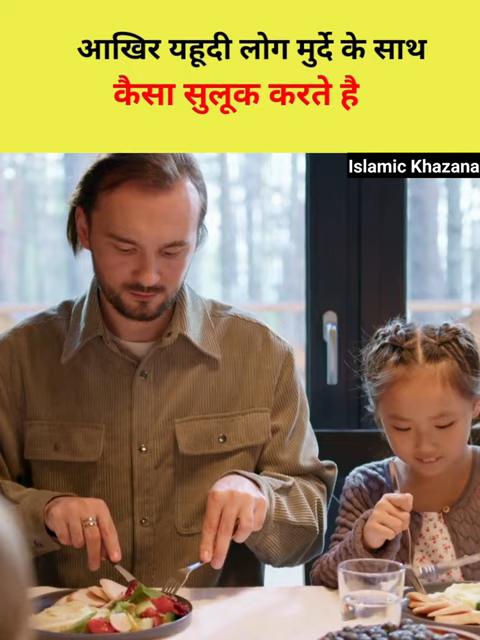 आखिर यहूदी लोग मुर्दे के साथ
कैसा सुलूक करते है
Islamic Khazana